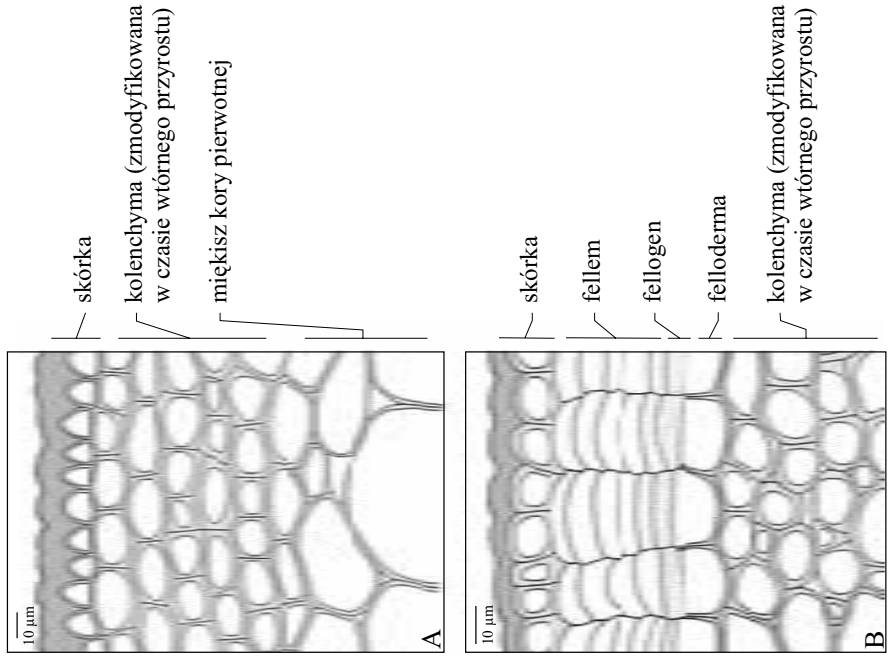 10 µm
A
skórka
kolenchyma (zmodyfikowana
w czasie wtórnego przyrostu)
miękisz kory pierwotnej
10 µm
B
skórka
fellem
fellogen
felloderma
kolenchyma (zmodyfikowana
w czasie wtórnego przyrostu)